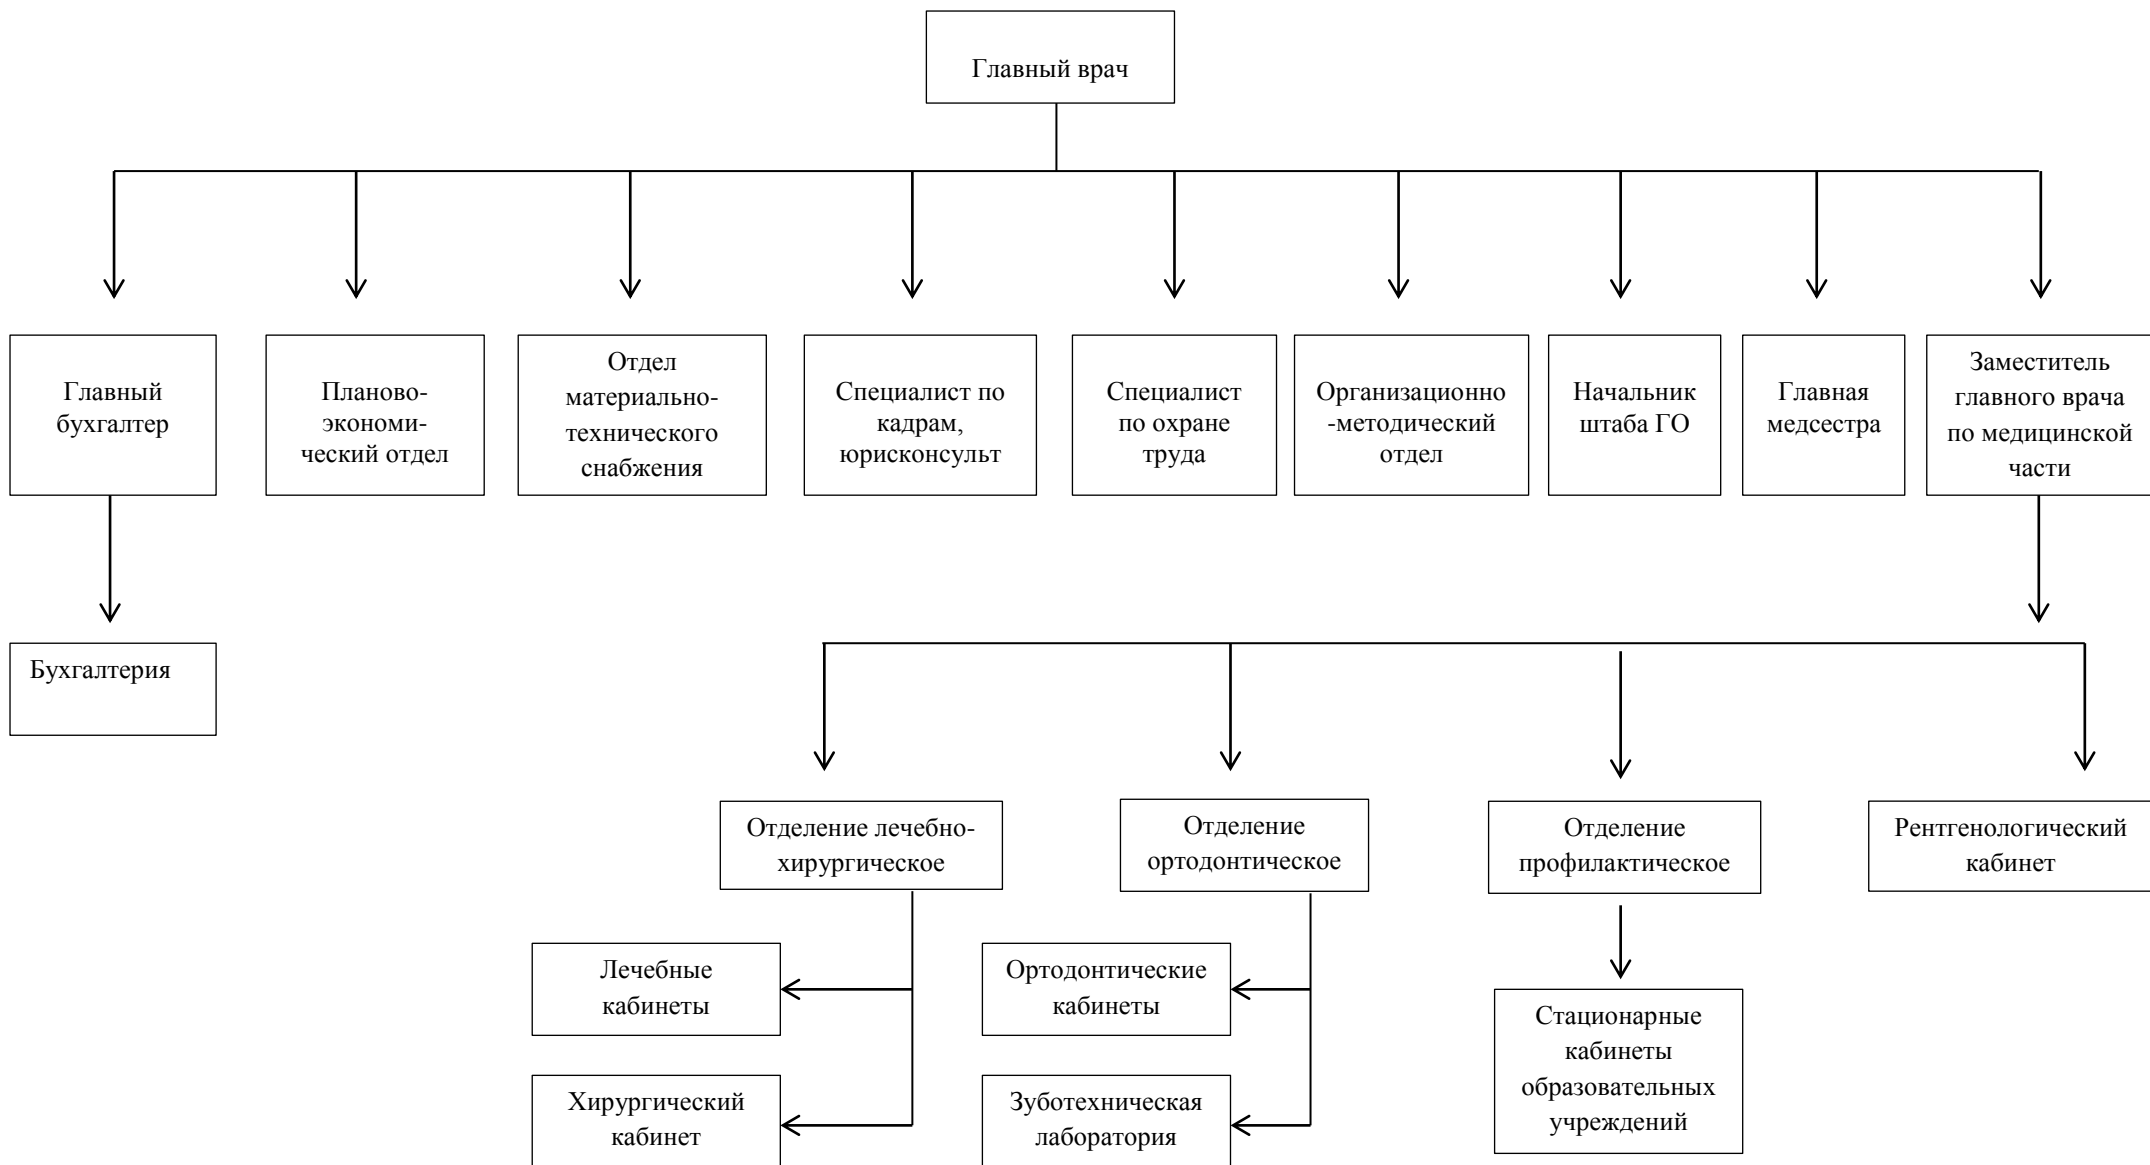 Главный врач
Главный
бухгалтер
Планово-
экономи-
ческий отдел
Отдел
материально-
технического
снабжения
Специалист по
кадрам,
юрисконсульт
Специалист
по охране
труда
Организационно
-методический
отдел
Начальник
штаба ГО
Главная
медсестра
Заместитель
главного врача
по медицинской
части
Бухгалтерия
Отделение лечебно-
хирургическое
Отделение
ортодонтическое
Отделение
профилактическое
Рентгенологический
кабинет
Лечебные
кабинеты
Ортодонтические
кабинеты
Стационарные
кабинеты
образовательных
учреждений
Хирургический
кабинет
Зуботехническая
лаборатория